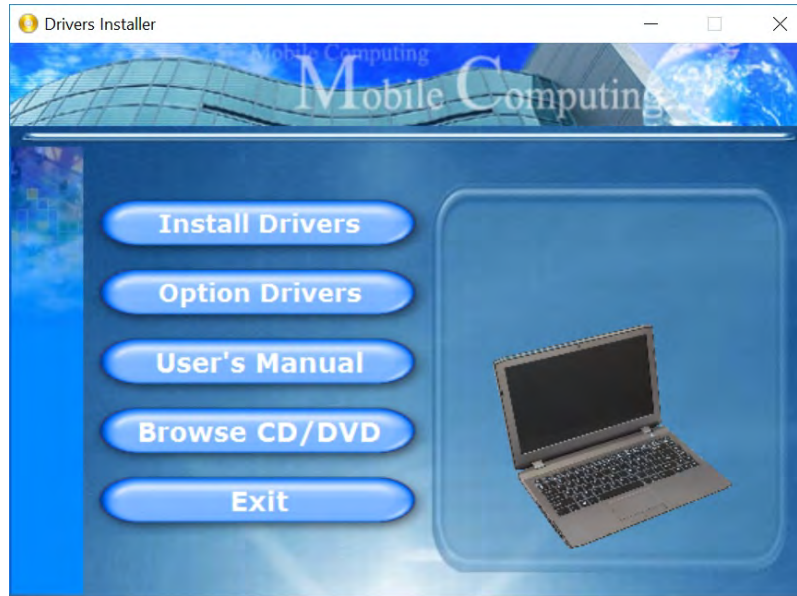 Drivers Installer
Mobile Computing
Mobile Computing
Install Drivers
Option Drivers
User's Manual
Browse CD/DVD
Exit